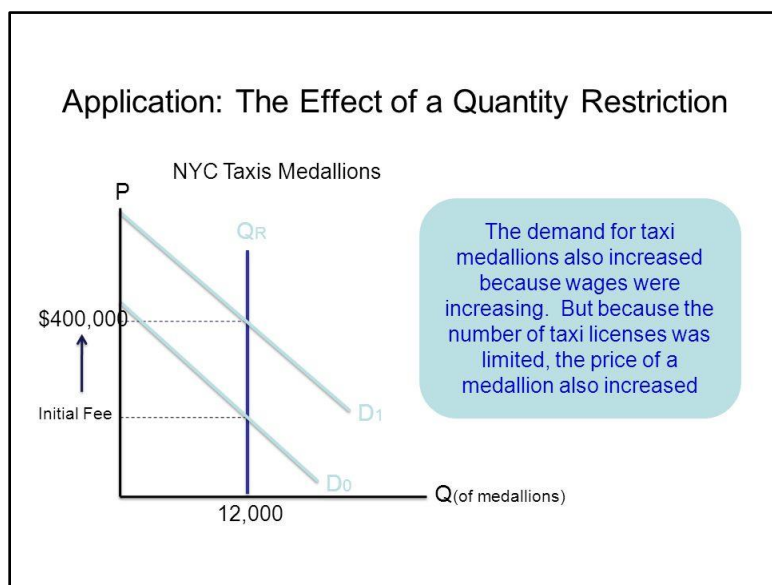 Application: The Effect of a Quantity Restriction
NYC Taxis Medallions
P
QR
$400,000
Initial Fee
D1
D0
Q(of medallions)
12,000
The demand for taxi
medallions also increased
because wages were
increasing. But because the
number of taxi licenses was
limited, the price of a
medallion also increased